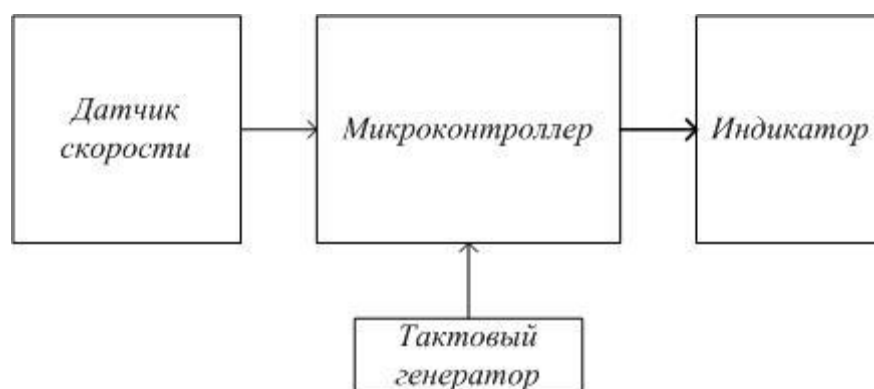 Датчик
скорости
Микроконтроллер
Индикатор
Тактовый
генератор